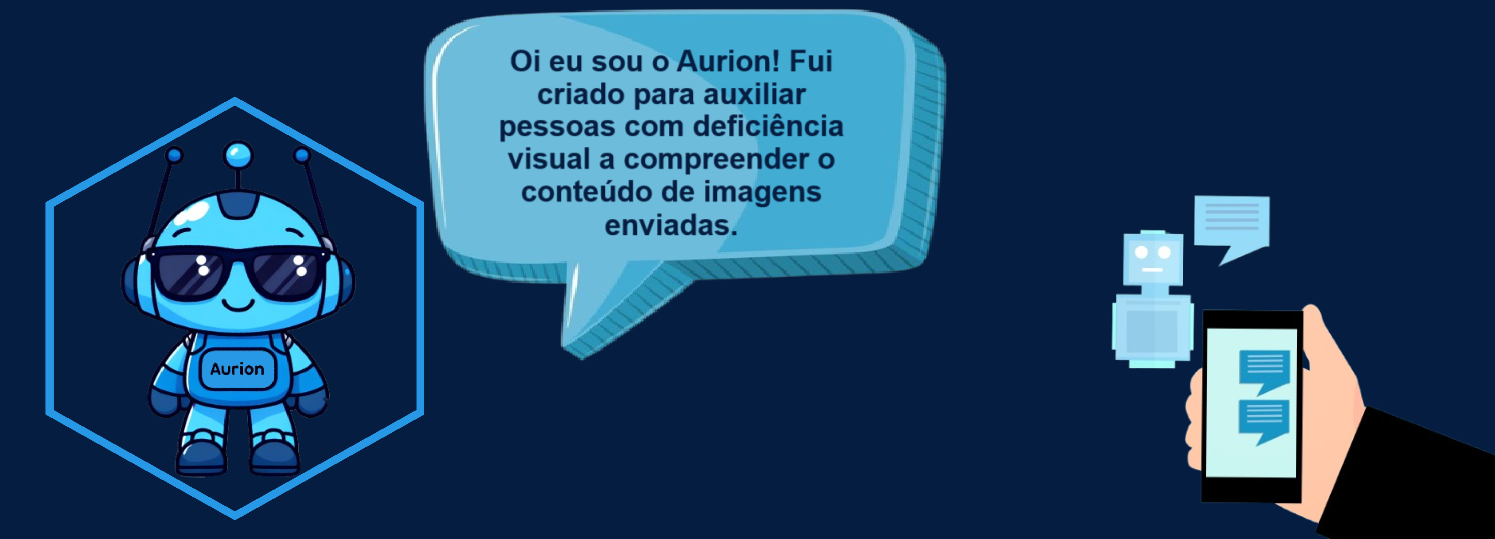 Oi eu sou o Aurion! Fui
criado para auxiliar
pessoas com deficiência
visual a compreender o
conteúdo de imagens
enviadas.
Aurion